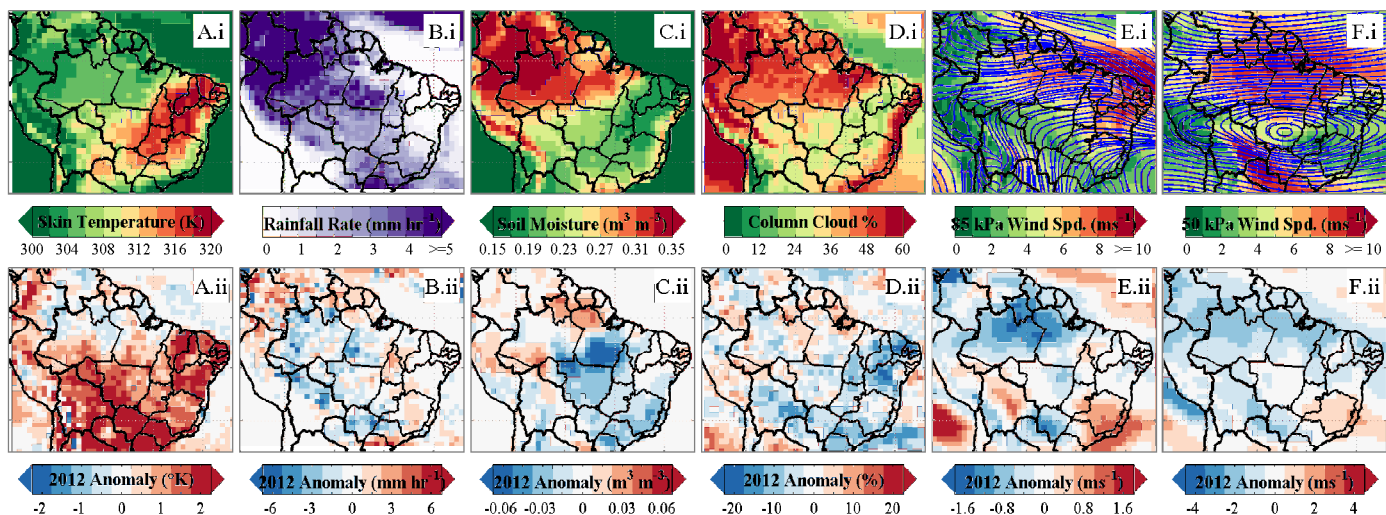 A.i B.i C.i D.i E.i F.i
Skin Temperature (K) Rainfall Rate (mm hr⁻¹) Soil Moisture (m³ m⁻³) Column Cloud % 85 kPa Wind Spd. (ms⁻¹) 50 kPa Wind Spd. (ms⁻¹)
300 304 308 312 316 320 0 1 2 3 4 >=5 0.15 0.19 0.23 0.27 0.31 0.35 0 12 24 36 48 60 0 2 4 6 8 >= 10 0 2 4 6 8 >= 10
A.ii B.ii C.ii D.ii E.ii F.ii
2012 Anomaly (°K) 2012 Anomaly (mm hr⁻¹) 2012 Anomaly (m³ m⁻³) 2012 Anomaly (%) 2012 Anomaly (ms⁻¹) 2012 Anomaly (ms⁻¹)
-2 -1 0 1 2 -6 -3 0 3 6 -0.06 -0.03 0 0.03 0.06 -20 -10 0 10 20 -1.6 -0.8 0 0.8 1.6 -4 -2 0 2 4